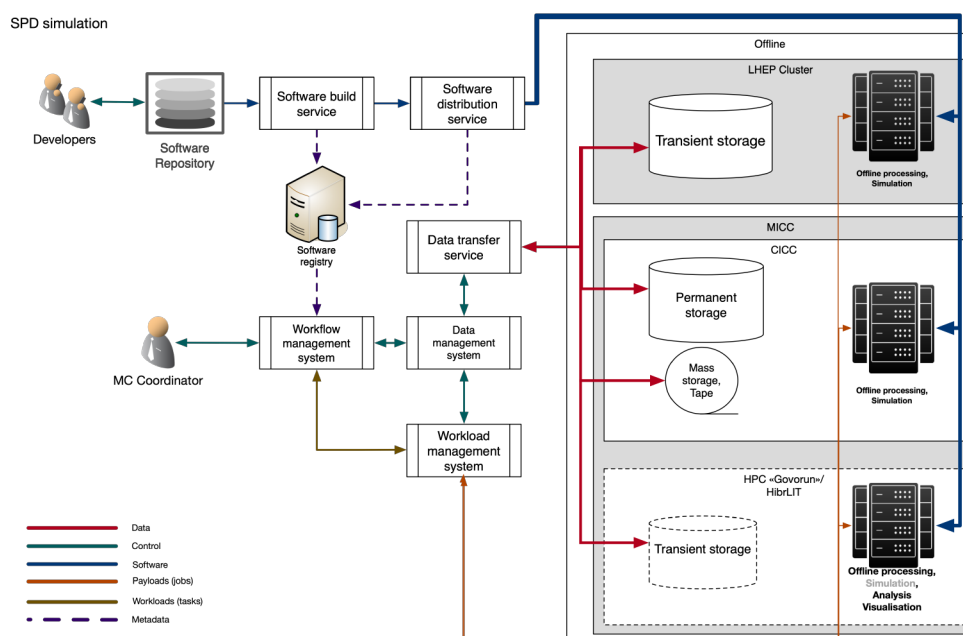 SPD simulation
Developers
Software
Repository
Software build
service
Software
distribution
service
Software
registry
Data transfer
service
MC Coordinator
Workflow
management
system
Data
management
system
Workload
management
system
Data
Control
Software
Payloads (jobs)
Workloads (tasks)
Metadata
Offline
LHEP Cluster
Transient storage
Offline processing,
Simulation
MICC
CICC
Permanent
storage
Mass
storage,
Tape
Offline processing,
Simulation
HPC «Govorun»/
HibrLIT
Transient storage
Offline processing,
Simulation,
Analysis
Visualisation